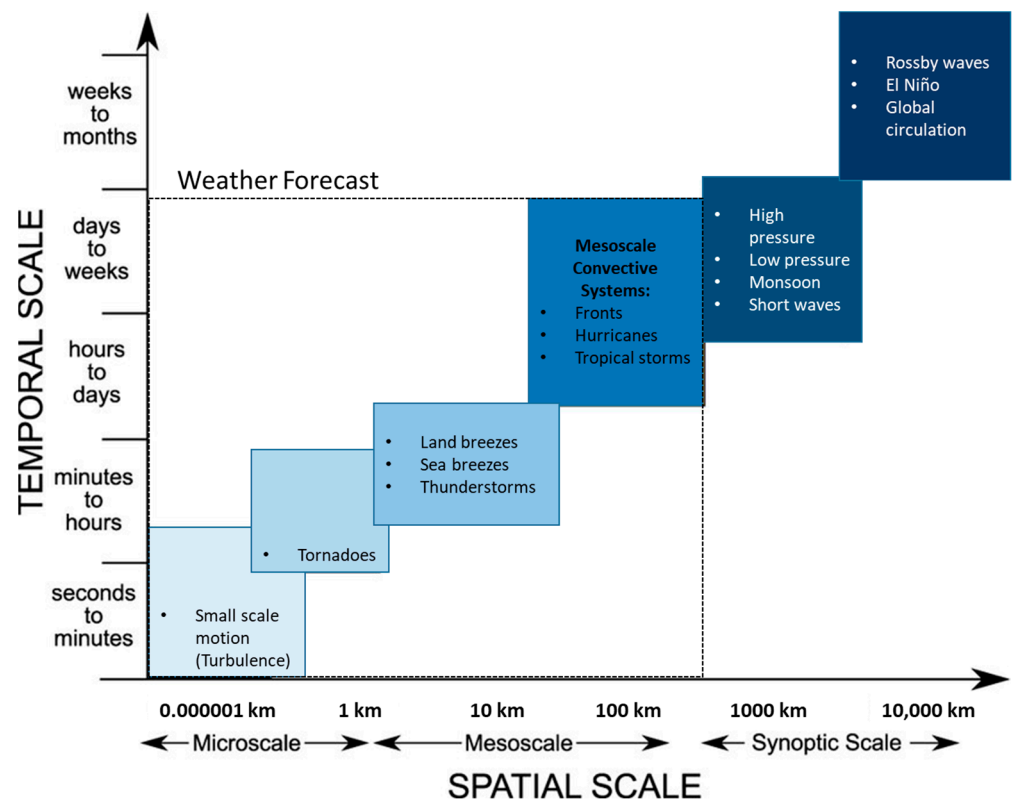 • Rossby waves
• El Niño
• Global
circulation
weeks
to
months
Weather Forecast
TEMPORAL SCALE
days
to
weeks
• High
pressure
• Low pressure
• Monsoon
• Short waves
Mesoscale
Convective
Systems:
• Fronts
• Hurricanes
• Tropical storms
hours
to
days
• Land breezes
• Sea breezes
• Thunderstorms
minutes
to
hours
• Tornadoes
seconds
to
minutes
• Small scale
motion
(Turbulence)
0.000001 km 1 km 10 km 100 km 1000 km 10,000 km
Microscale Mesoscale Synoptic Scale
SPATIAL SCALE